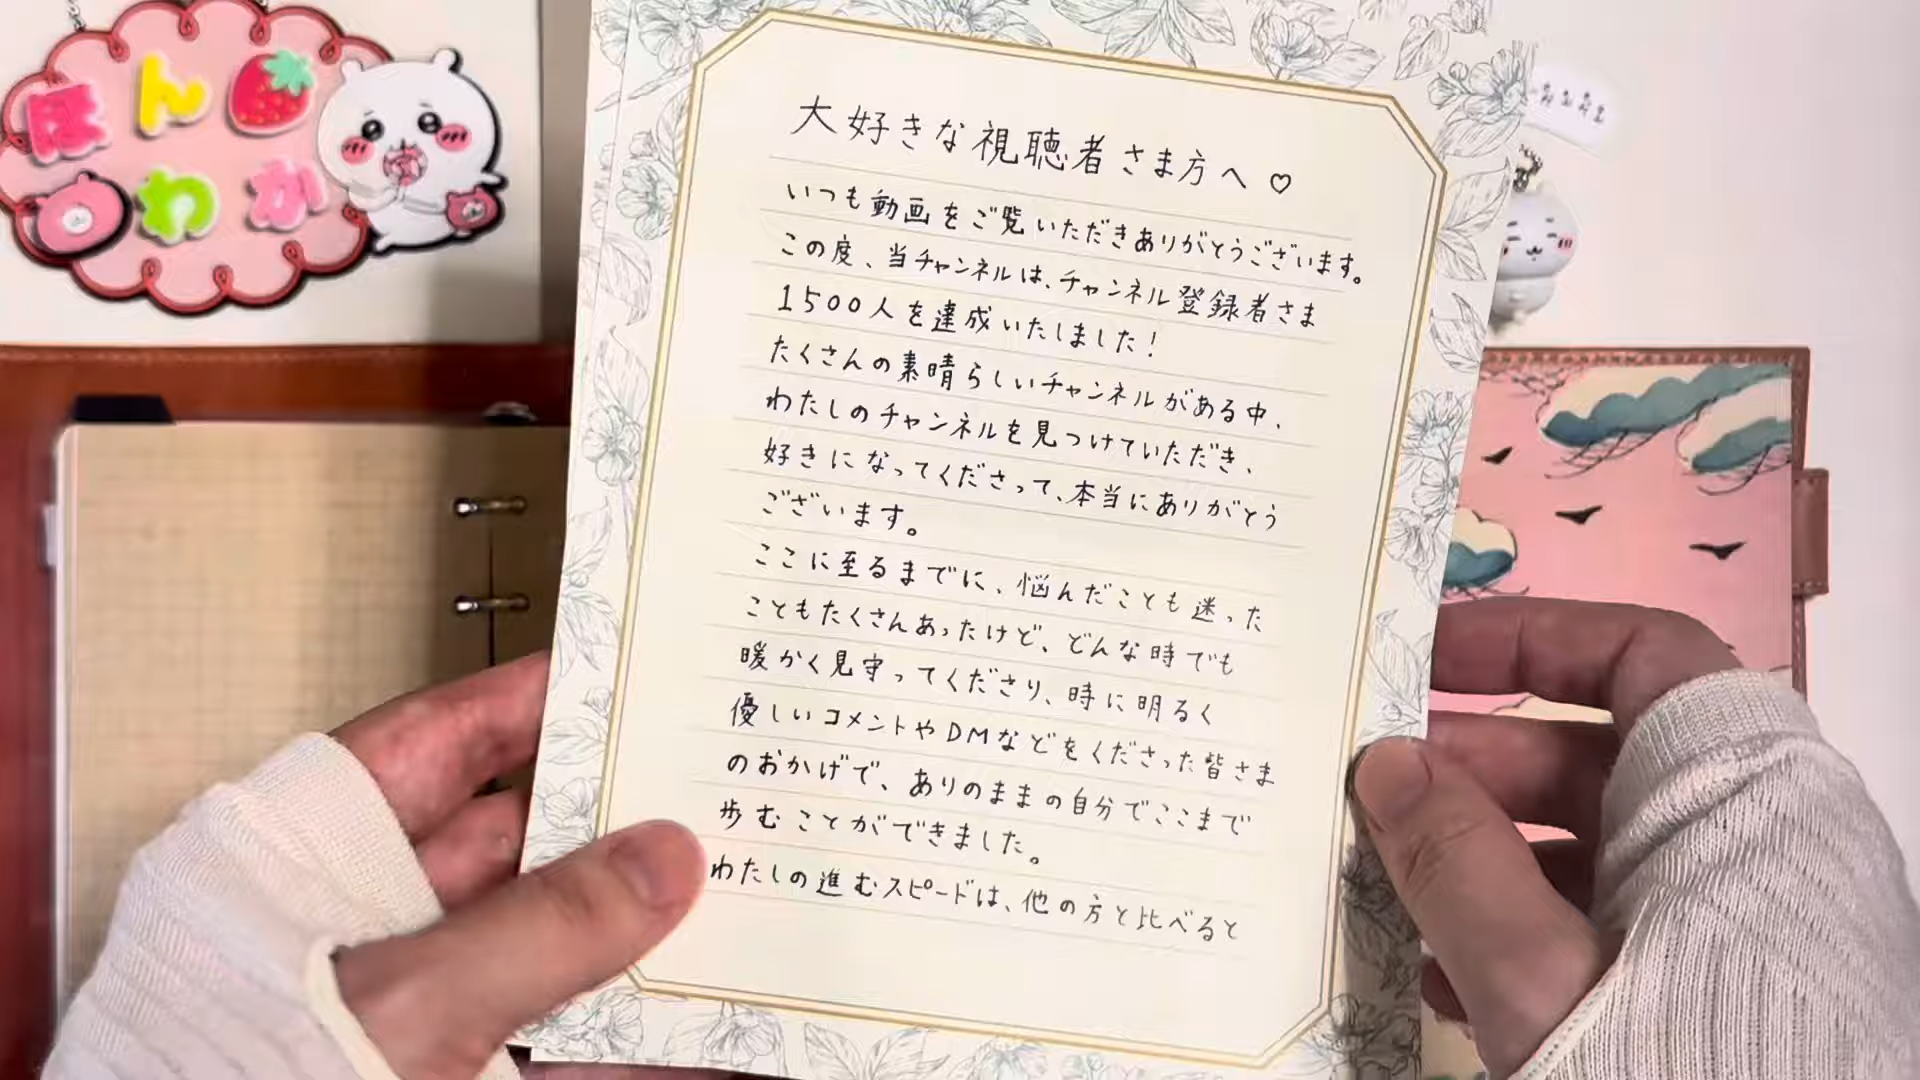 ほん
わか
大好きな視聴者さま方へ♡
いつも動画をご覧いただきありがとうございます。
この度、当チャンネルは、チャンネル登録者さま
1500人を達成いたしました!
たくさんの素晴らしいチャンネルがある中、
わたしのチャンネルを見つけていただき、
好きになってくださって、本当にありがとう
ございます。
ここに至るまでに、悩んだことも迷った
こともたくさんあったけど、どんな時でも
暖かく見守ってくださり、時に明るく
優しいコメントやDMなどをくださった皆さま
のおかげで、ありのままの自分でここまで
歩むことができました。
わたしの進むスピードは、他の方と比べると